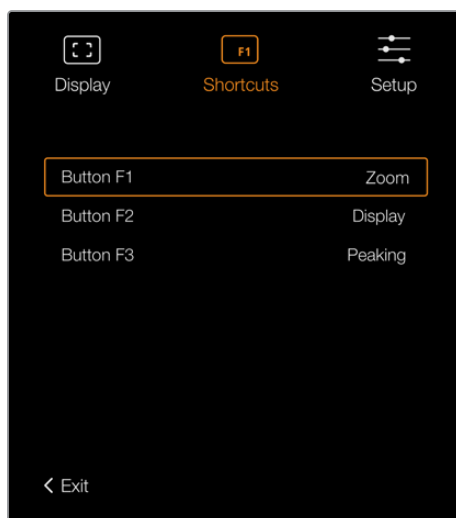 F1
Display Shortcuts Setup
Button F1 Zoom
Button F2 Display
Button F3 Peaking
Exit